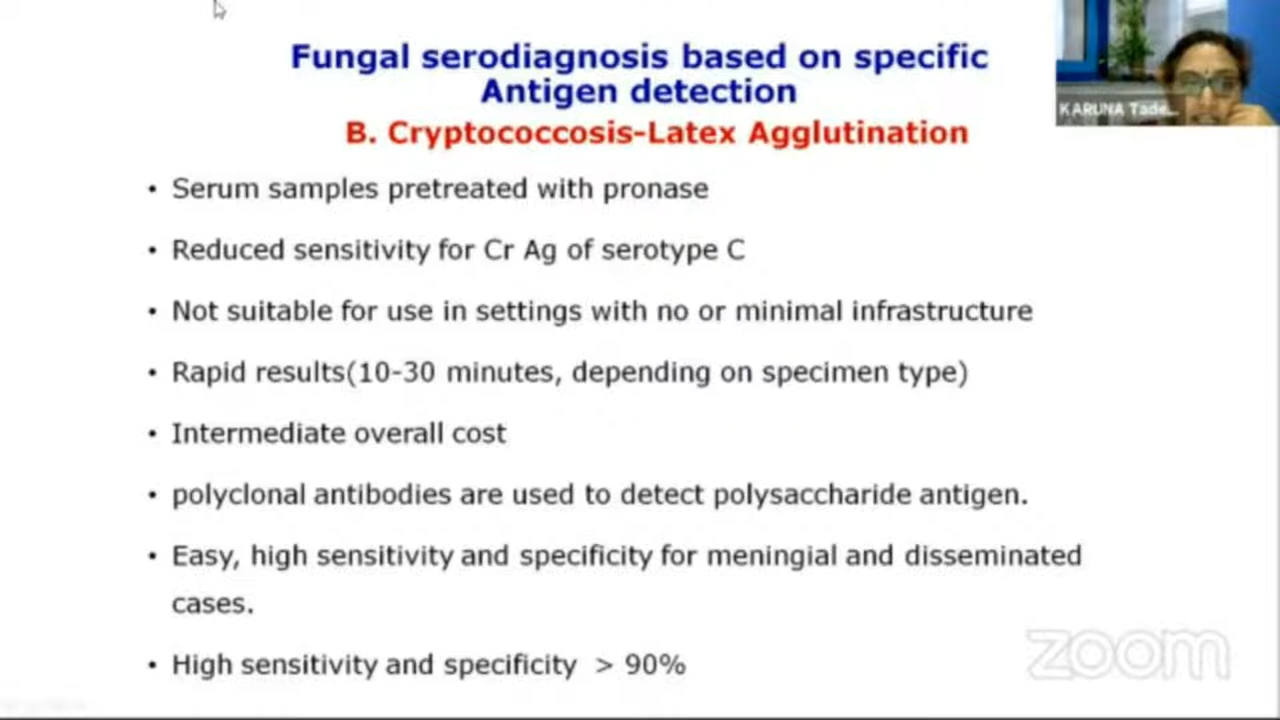 Fungal serodiagnosis based on specific
Antigen detection
B. Cryptococcosis-Latex Agglutination
KARUNA Tade...
• Serum samples pretreated with pronase
• Reduced sensitivity for Cr Ag of serotype C
• Not suitable for use in settings with no or minimal infrastructure
• Rapid results(10-30 minutes, depending on specimen type)
• Intermediate overall cost
• polyclonal antibodies are used to detect polysaccharide antigen.
• Easy, high sensitivity and specificity for meningial and disseminated
cases.
• High sensitivity and specificity > 90%
zoom